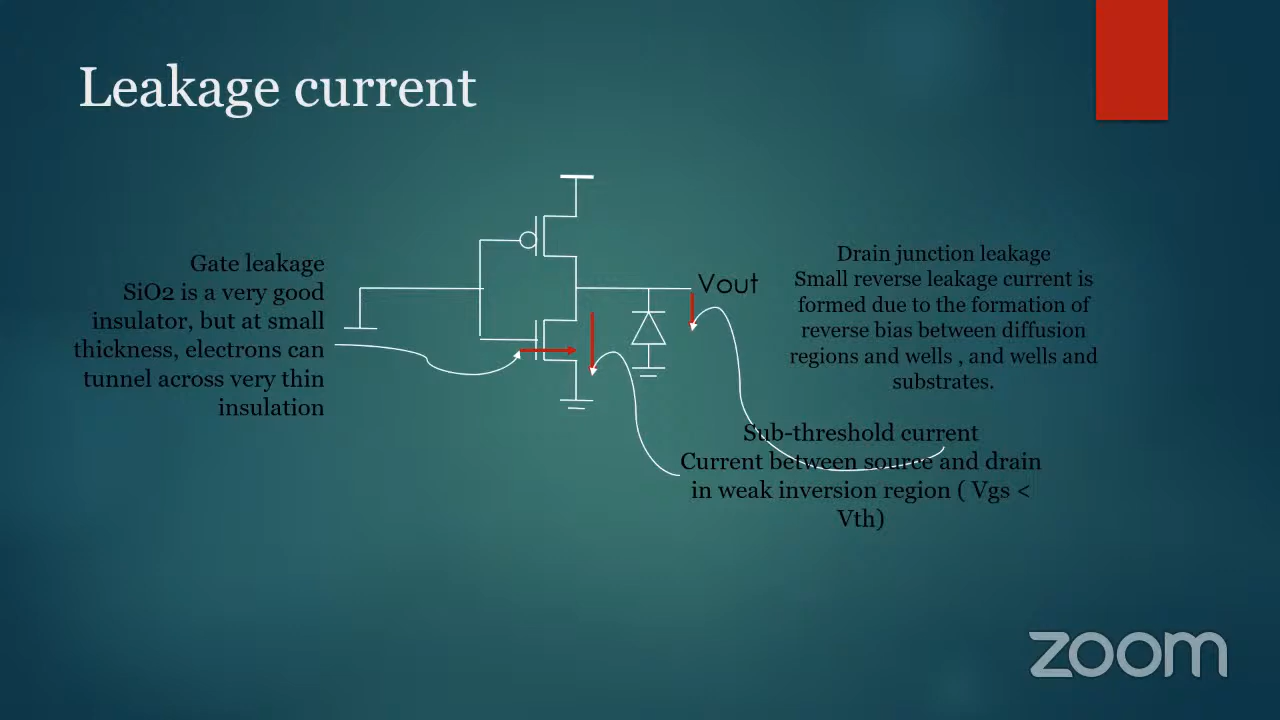 Leakage current
Gate leakage
SiO2 is a very good
insulator, but at small
thickness, electrons can
tunnel across very thin
insulation
Vout
Drain junction leakage
Small reverse leakage current is
formed due to the formation of
reverse bias between diffusion
regions and wells , and wells and
substrates.
Sub-threshold current
Current between source and drain
in weak inversion region ( Vgs <
Vth)
zoom